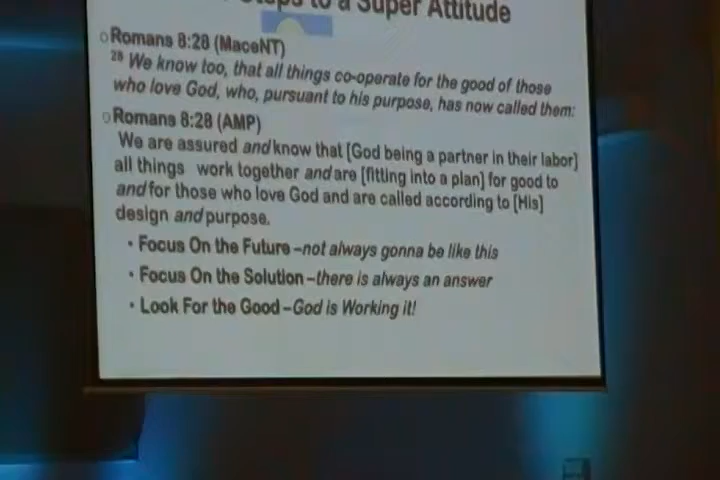 Steps to a Super Attitude
Romans 8:28 (MaceNT)
28 We know too, that all things co-operate for the good of those
who love God, who, pursuant to his purpose, has now called them:
Romans 8:28 (AMP)
We are assured and know that [God being a partner in their labor]
all things work together and are [fitting into a plan] for good to
and for those who love God and are called according to [His]
design and purpose.
• Focus On the Future –not always gonna be like this
• Focus On the Solution –there is always an answer
• Look For the Good –God is Working it!